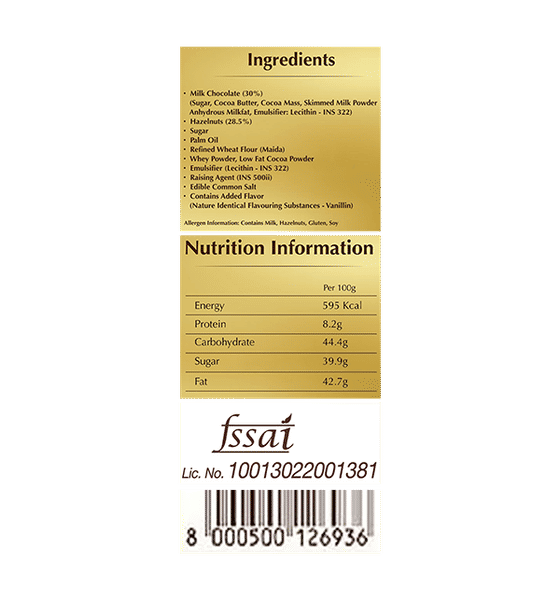 Ingredients
· Milk Chocolate (30%)
(Sugar, Cocoa Butter, Cocoa Mass, Skimmed Milk Powder
Anhydrous Milkfat, Emulsifier: Lecithin - INS 322)
· Hazelnuts (28.5%)
· Sugar
· Palm Oil
· Refined Wheat Flour (Maida)
· Whey Powder, Low Fat Cocoa Powder
· Emulsifier (Lecithin - INS 322)
· Raising Agent (INS 500ii)
· Edible Common Salt
· Contains Added Flavor
(Nature Identical Flavouring Substances - Vanillin)
Allergen Information: Contains Milk, Hazelnuts, Gluten, Soy
Nutrition Information
Per 100g
Energy 595 Kcal
Protein 8.2g
Carbohydrate 44.4g
Sugar 39.9g
Fat 42.7g
fssai
Lic. No. 10013022001381
8 000500 126936